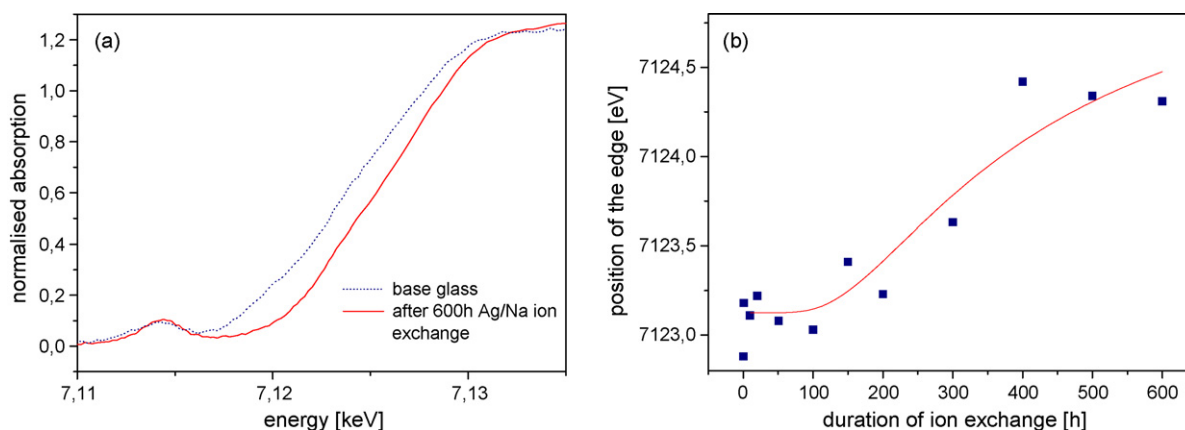 (a)
1,2
1,0
0,8
0,6
0,4
0,2
0,0
normalised absorption
base glass
after 600h Ag/Na ion
exchange
7,11
7,12
7,13
energy [keV]
(b)
7124,5
7124,0
7123,5
7123,0
position of the edge [eV]
0
100
200
300
400
500
600
duration of ion exchange [h]